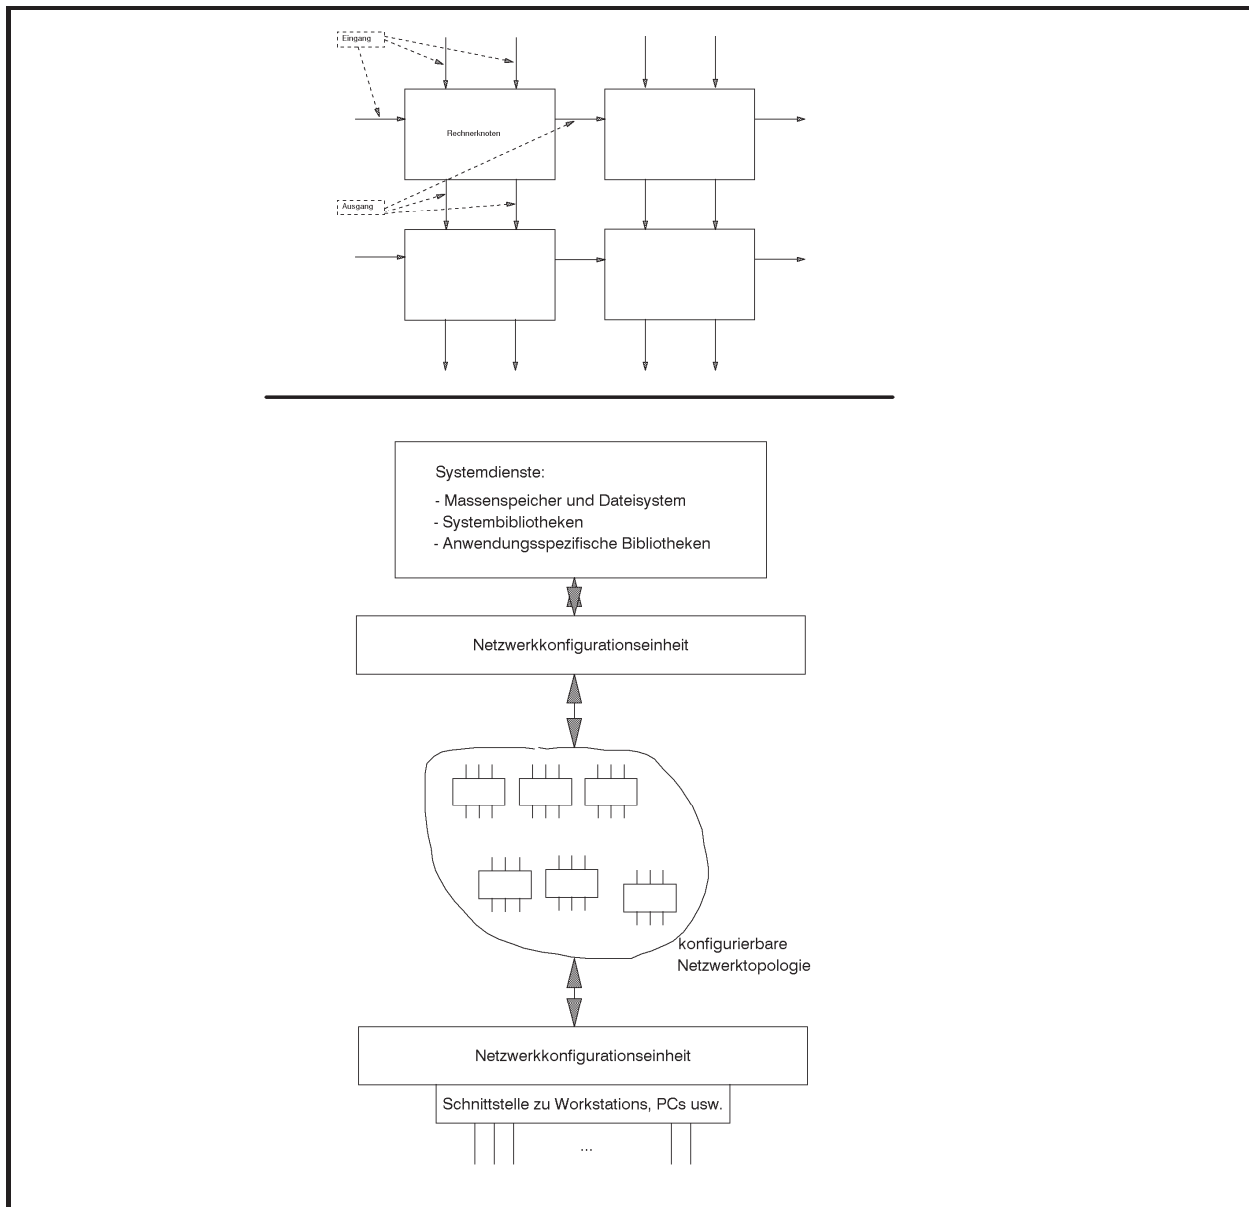 Eingang
Rechnerknoten
Ausgang
Systemdienste:
- Massenspeicher und Dateisystem
- Systembibliotheken
- Anwendungsspezifische Bibliotheken
Netzwerkkonfigurationseinheit
konfigurierbare
Netzwerktopologie
Netzwerkkonfigurationseinheit
Schnittstelle zu Workstations, PCs usw.
...